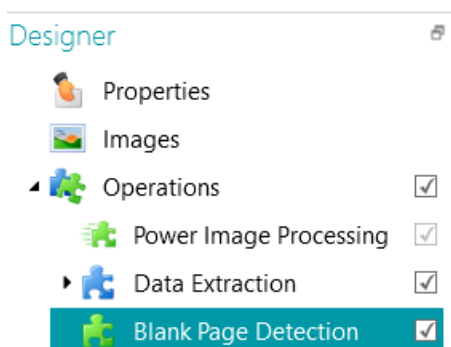 Designer
Properties
Images
Operations
Power Image Processing
Data Extraction
Blank Page Detection